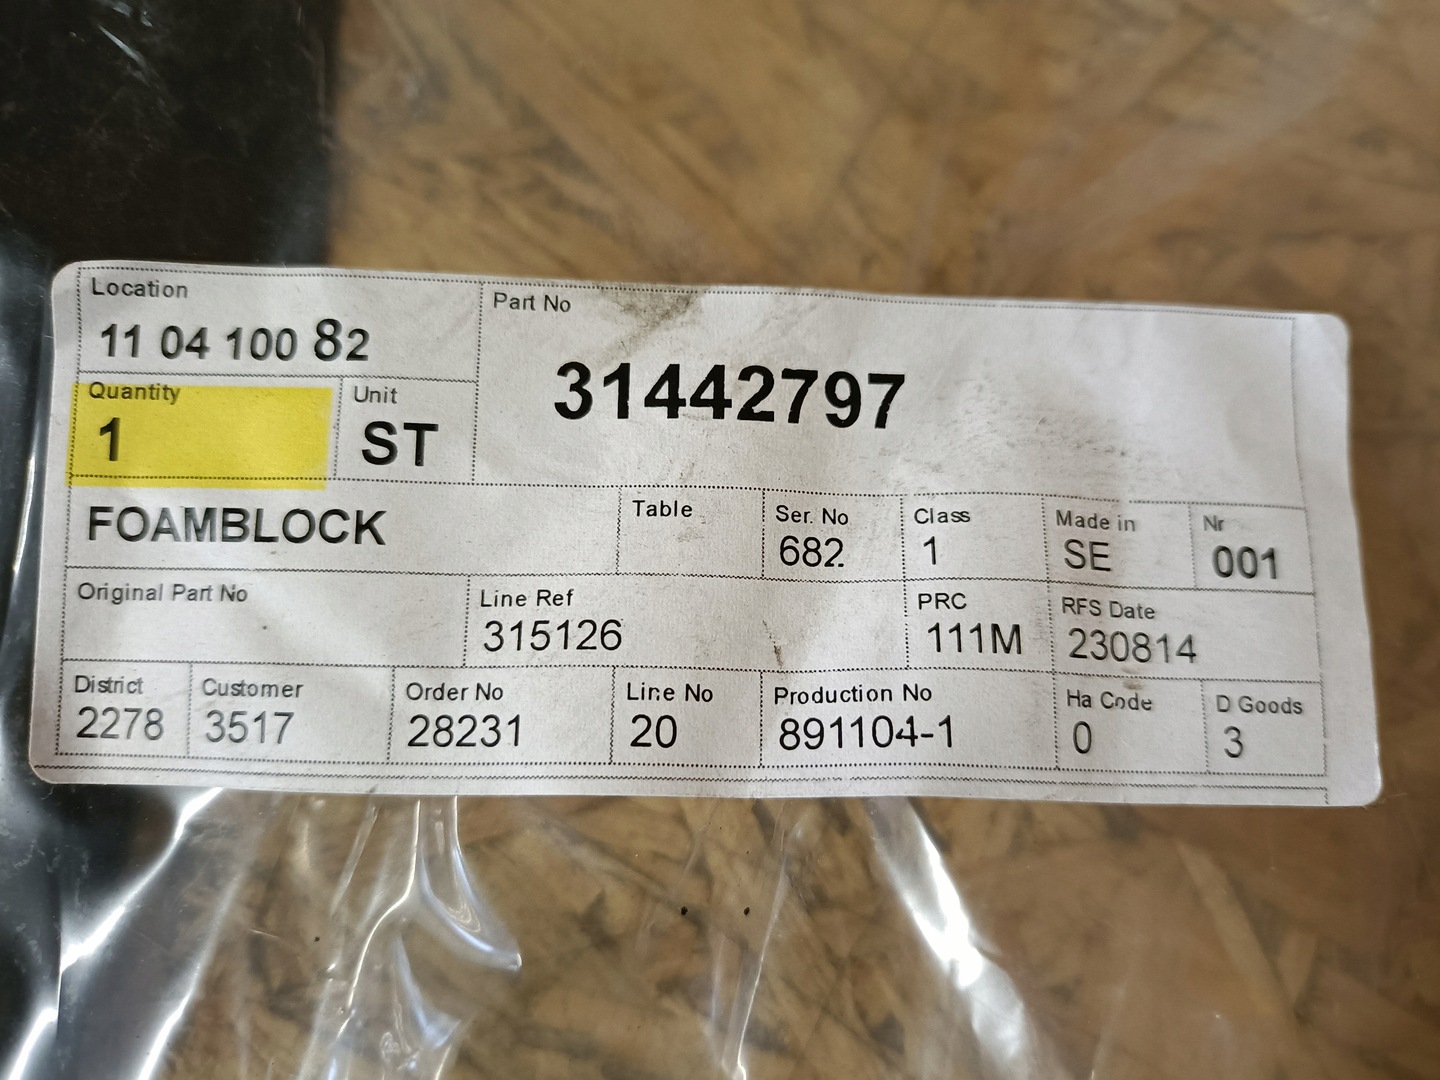 Location
11 04 100 82
Part No
31442797
Quantity
1
Unit
ST
FOAMBLOCK
Table
Ser. No
682
Class
1
Made in
SE
Nr
001
Original Part No
Line Ref
315126
PRC
111M
RFS Date
230814
District
2278
Customer
3517
Order No
28231
Line No
20
Production No
891104-1
Ha Code
0
D Goods
3